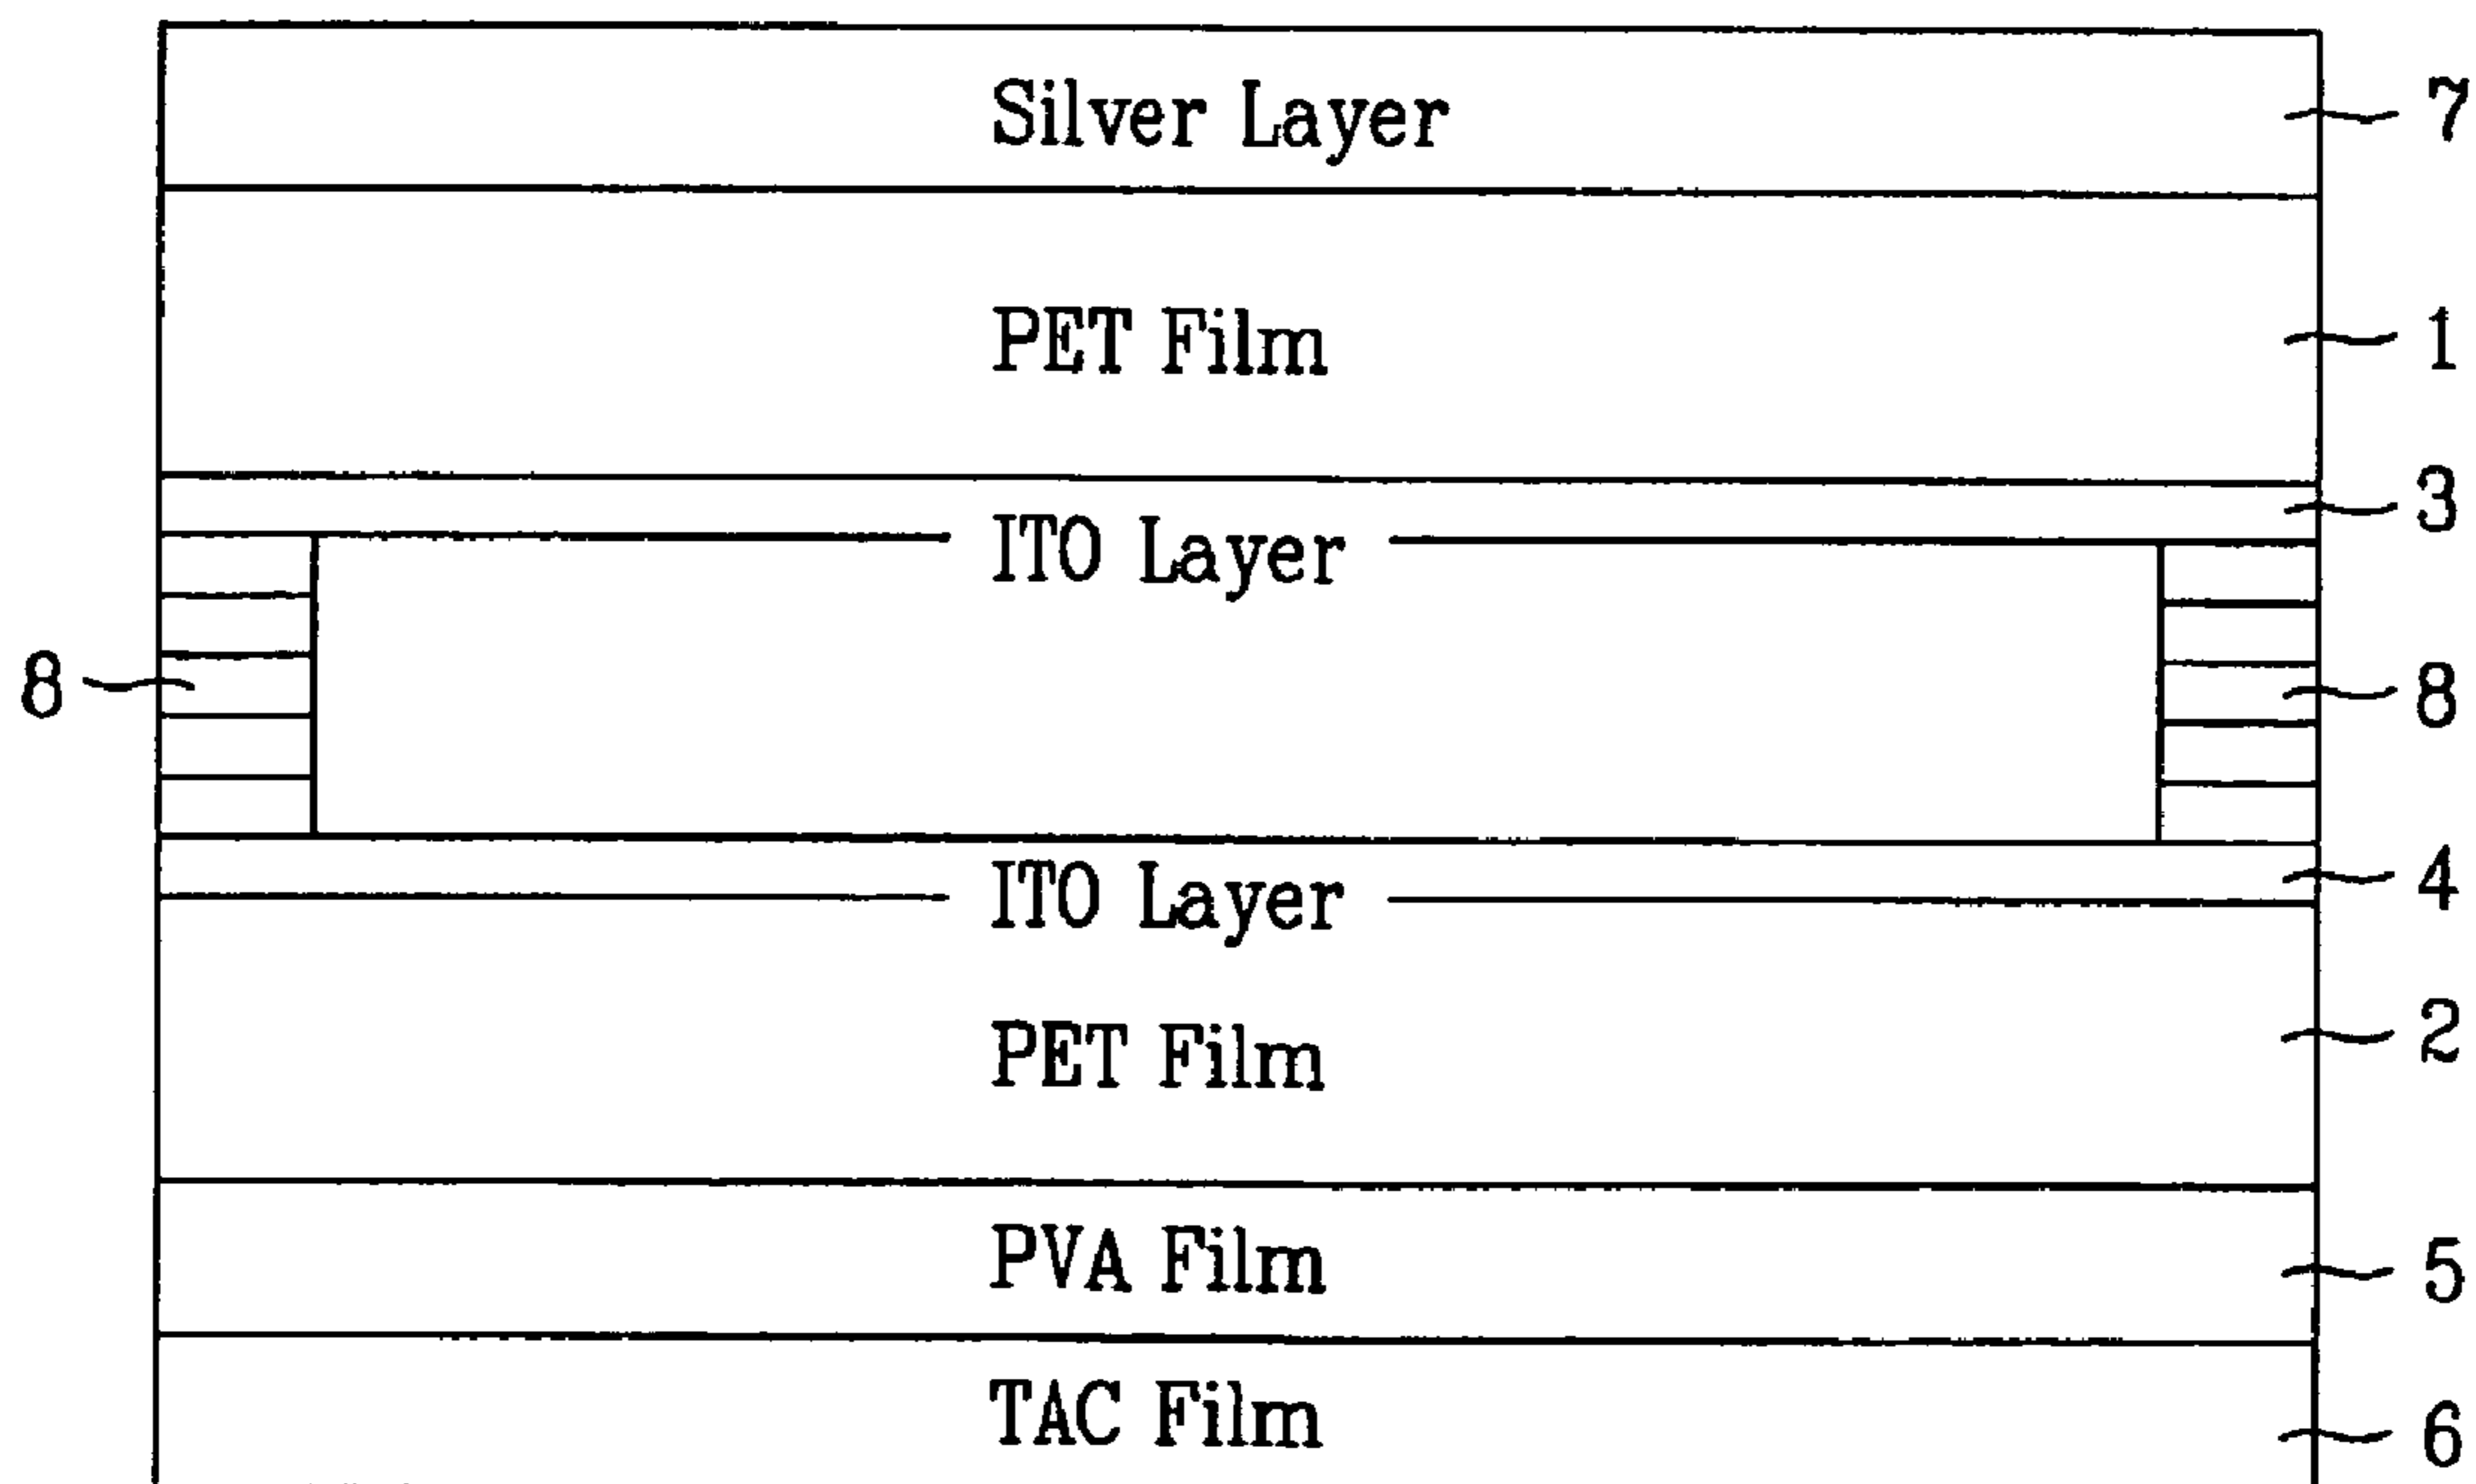 Silver Layer 7
PET Film 1
3
ITO Layer
8 8
ITO Layer 4
PET Film 2
PVA Film 5
TAC Film 6